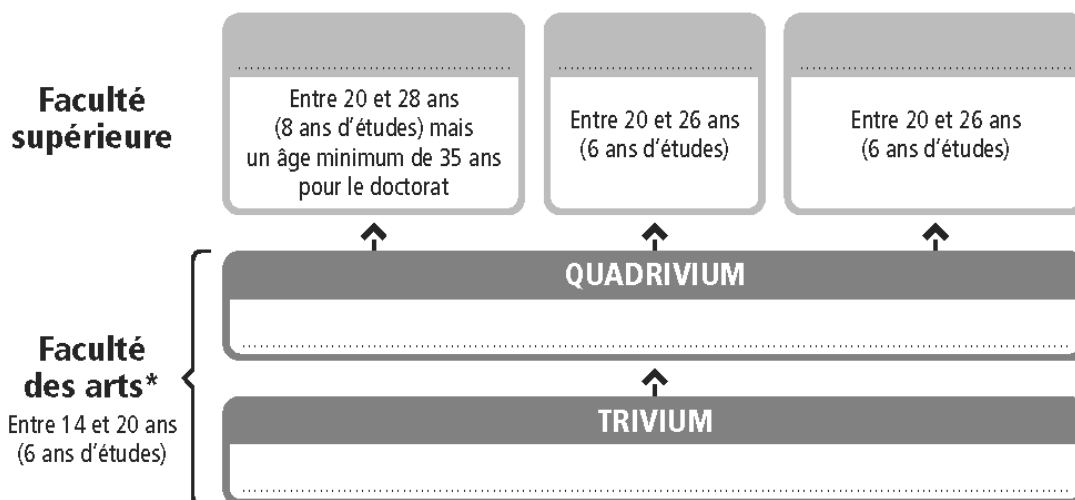 Faculté
supérieure
Entre 20 et 28 ans
(8 ans d'études) mais
un âge minimum de 35 ans
pour le doctorat
Entre 20 et 26 ans
(6 ans d'études)
Entre 20 et 26 ans
(6 ans d'études)
QUADRIVIUM
Faculté
des arts*
Entre 14 et 20 ans
(6 ans d'études)
TRIVIUM